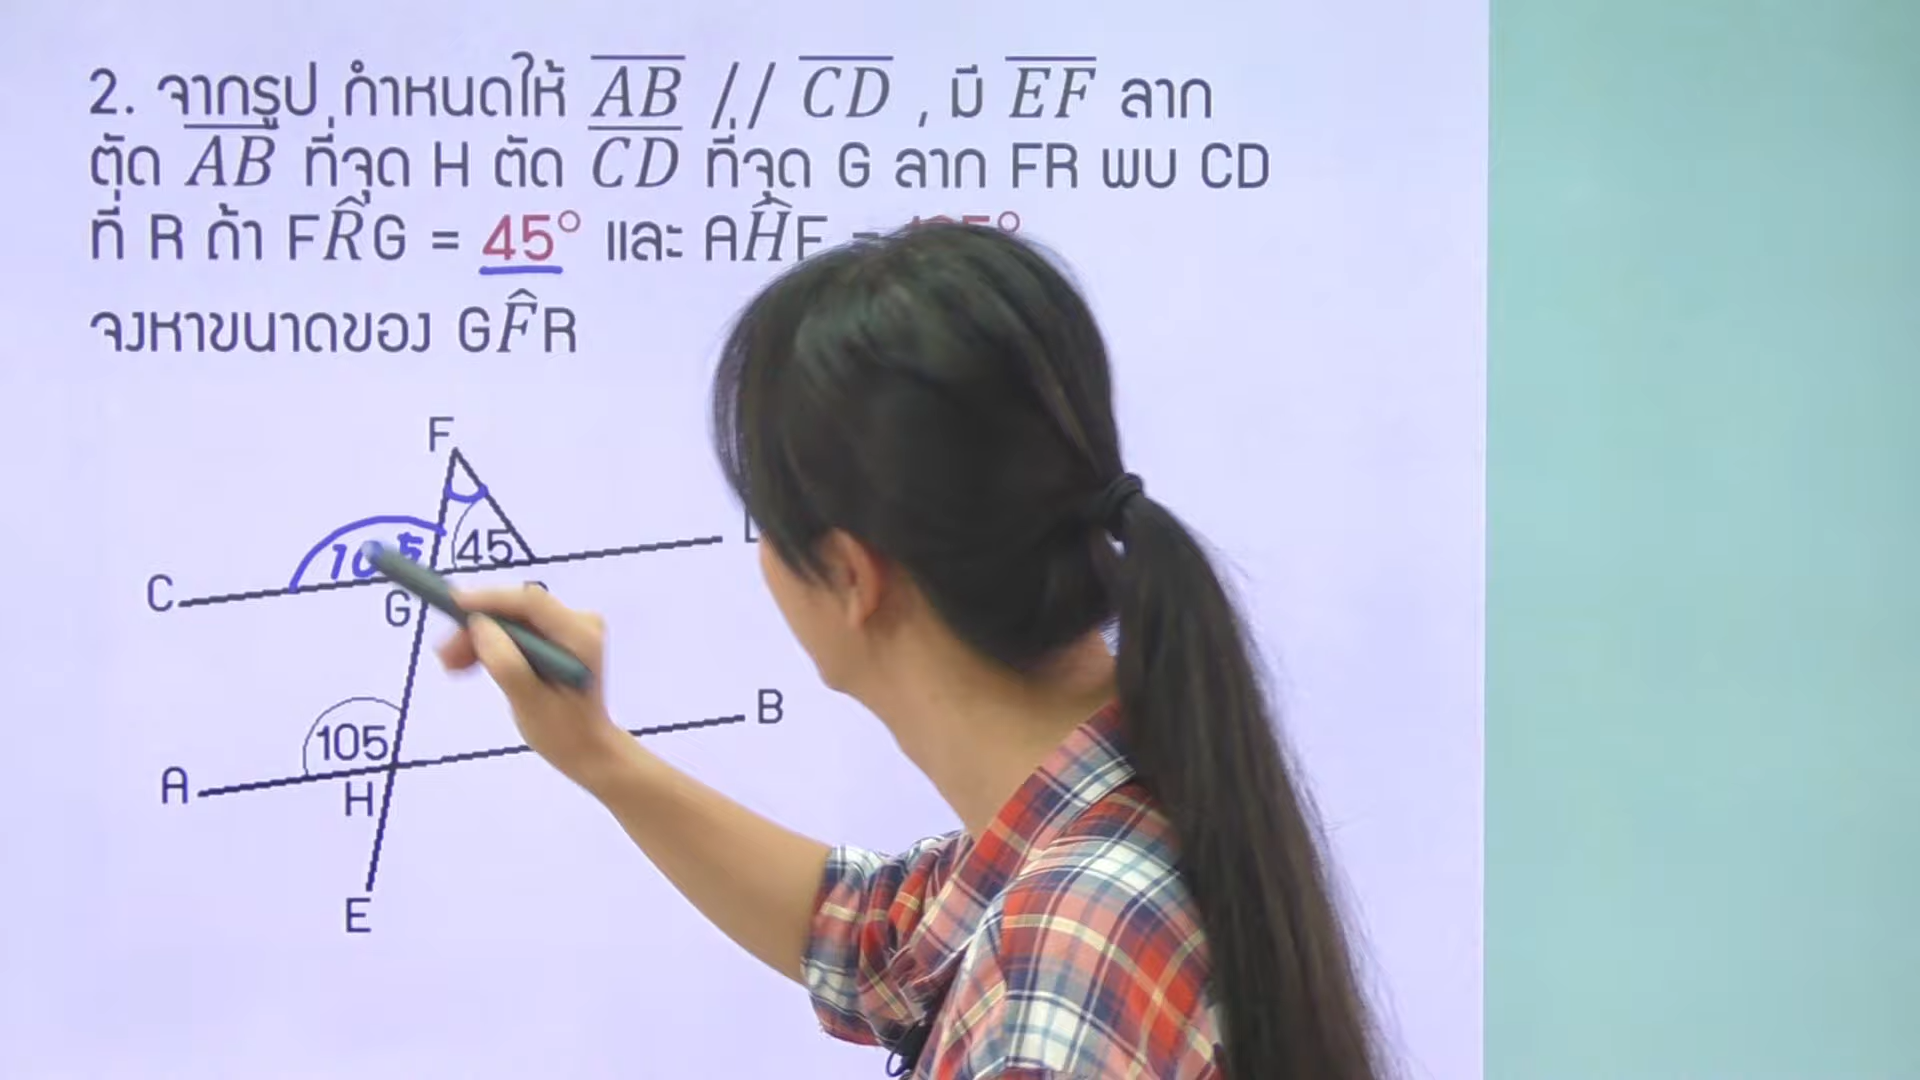 2. จากรูป กำหนดให้ AB // CD , มี EF ลาก
ตัด AB ที่จุด H ตัด CD ที่จุด G ลาก FR พบ CD
ที่ R ถ้า FR̂G = 45° และ AĤF =
จงหาขนาดของ GF̂R
F
105
45
C
G
B
105
A
H
E